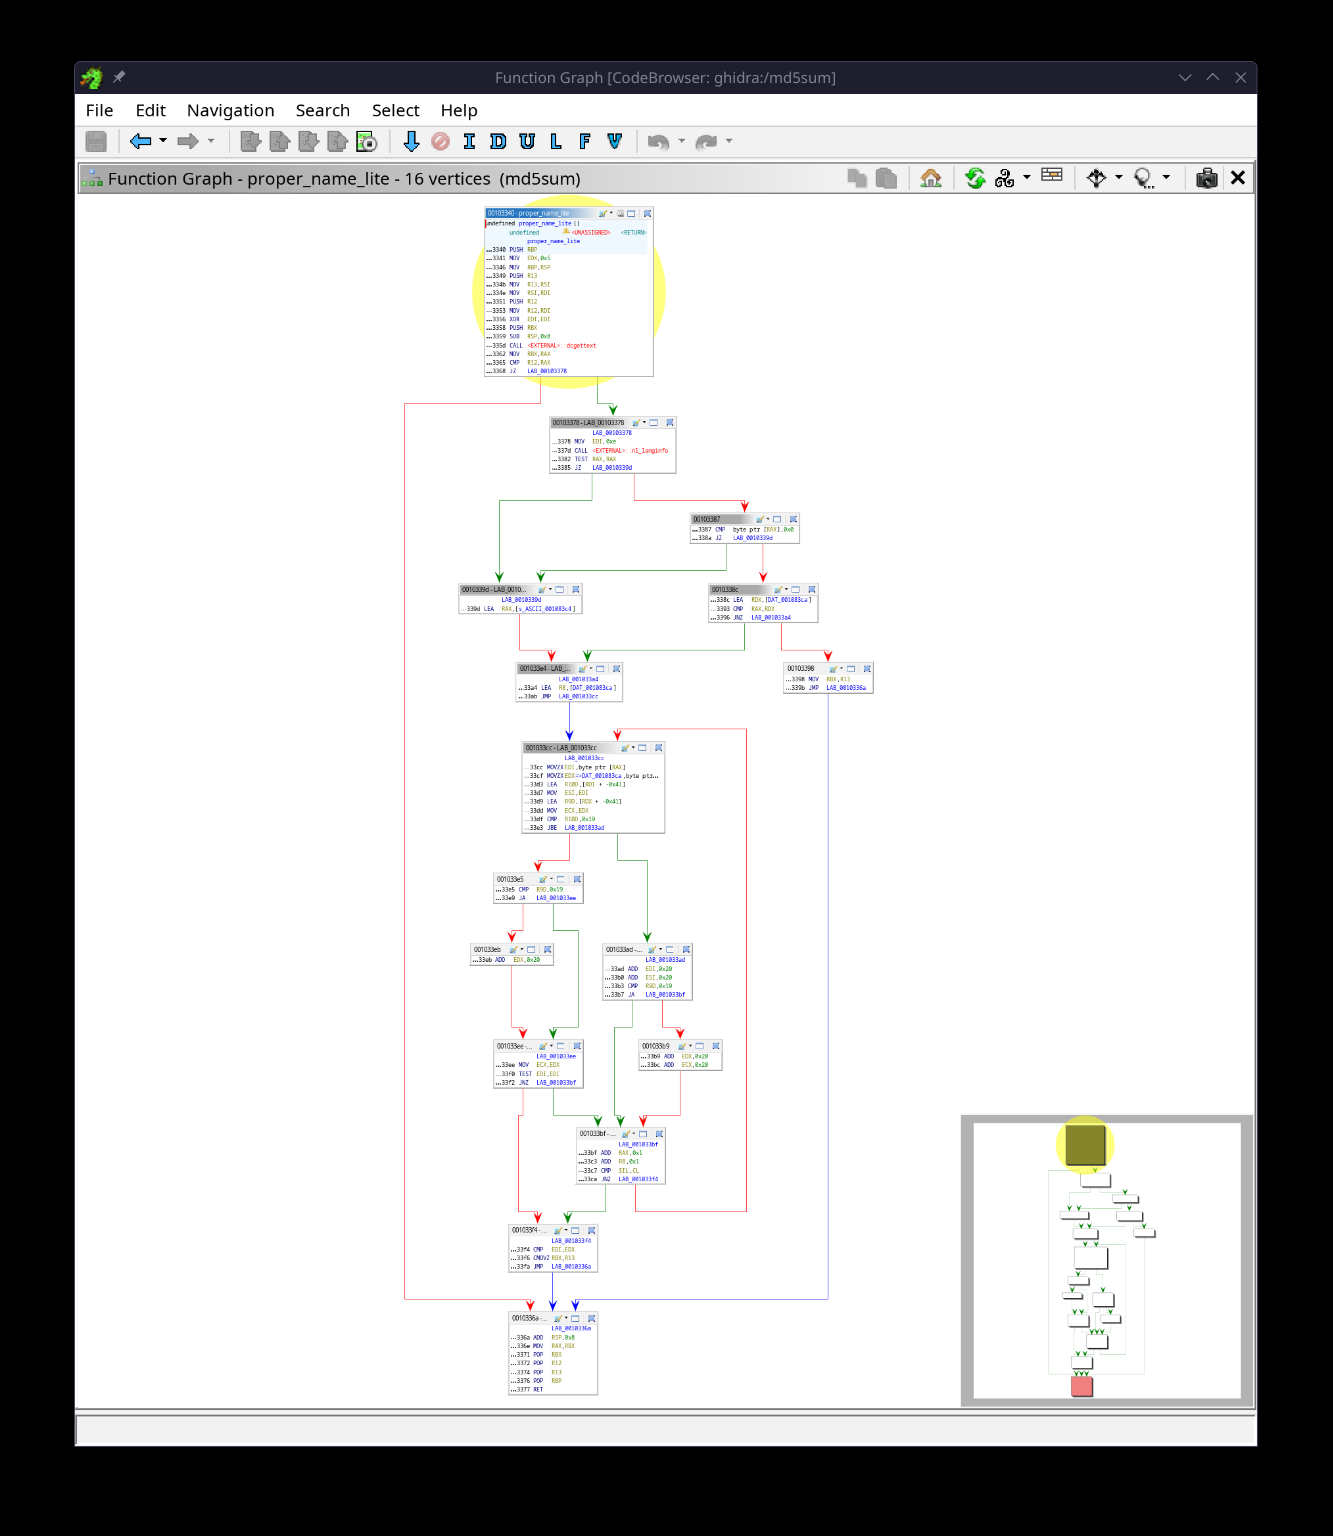 Function Graph [CodeBrowser: ghidra:/md5sum]
File Edit Navigation Search Select Help
I D U L F V
Function Graph - proper_name_lite - 16 vertices (md5sum)
00103340 - proper_name_lite
undefined proper_name_lite()
undefined <UNASSIGNED> <RETURN>
proper_name_lite
...3340 PUSH RBP
...3341 MOV EDX,0x5
...3346 MOV RBP,RSP
...3349 PUSH R13
...334b MOV R13,RSI
...334e MOV RSI,RDI
...3351 PUSH R12
...3353 MOV R12,RDI
...3356 XOR EDI,EDI
...3358 PUSH RBX
...3359 SUB RSP,0x8
...335d CALL <EXTERNAL>::dcgettext
...3362 MOV RBX,RAX
...3365 CMP R12,RAX
...3368 JZ LAB_00103378
00103378 - LAB_00103378
LAB_00103378
...3378 MOV EDI,0xe
...337d CALL <EXTERNAL>::nl_langinfo
...3382 TEST RAX,RAX
...3385 JZ LAB_0010339d
00103387
...3387 CMP byte ptr [RAX],0x0
...338a JZ LAB_0010339d
0010339d - LAB_0010...
LAB_0010339d
...339d LEA RAX,[s_ASCII_001083c4]
0010338c
...338c LEA RDX,[DAT_001083ca]
...3393 CMP RAX,RDX
...3396 JNZ LAB_001033a4
001033a4 - LAB_...
LAB_001033a4
...33a4 LEA R8,[DAT_001083ca]
...33ab JMP LAB_001033cc
00103398
...3398 MOV RBX,R13
...339b JMP LAB_0010336a
001033cc - LAB_001033cc
LAB_001033cc
...33cc MOVZX EDI,byte ptr [RAX]
...33cf MOVZX EDX=>DAT_001083ca,byte ptr...
...33d3 LEA R10D,[RDI + -0x41]
...33d7 MOV ESI,EDI
...33d9 LEA R9D,[RDX + -0x41]
...33dd MOV ECX,EDX
...33df CMP R10D,0x19
...33e3 JBE LAB_001033ad
001033e5
...33e5 CMP R9D,0x19
...33e9 JA LAB_001033ee
001033eb
...33eb ADD EDX,0x20
001033ad -...
LAB_001033ad
...33ad ADD EDI,0x20
...33b0 ADD ESI,0x20
...33b3 CMP R9D,0x19
...33b7 JA LAB_001033bf
001033ee -...
LAB_001033ee
...33ee MOV ECX,EDX
...33f0 TEST EDI,EDI
...33f2 JNZ LAB_001033bf
001033b9
...33b9 ADD EDX,0x20
...33bc ADD ECX,0x20
001033bf -...
LAB_001033bf
...33bf ADD RAX,0x1
...33c3 ADD R8,0x1
...33c7 CMP SIL,CL
...33ca JNZ LAB_001033f4
001033f4 -...
LAB_001033f4
...33f4 CMP EDI,EDX
...33f6 CMOVZ RBX,R13
...33fa JMP LAB_0010336a
0010336a -...
LAB_0010336a
...336a ADD RSP,0x8
...336e MOV RAX,RBX
...3371 POP RBX
...3372 POP R12
...3374 POP R13
...3376 POP RBP
...3377 RET